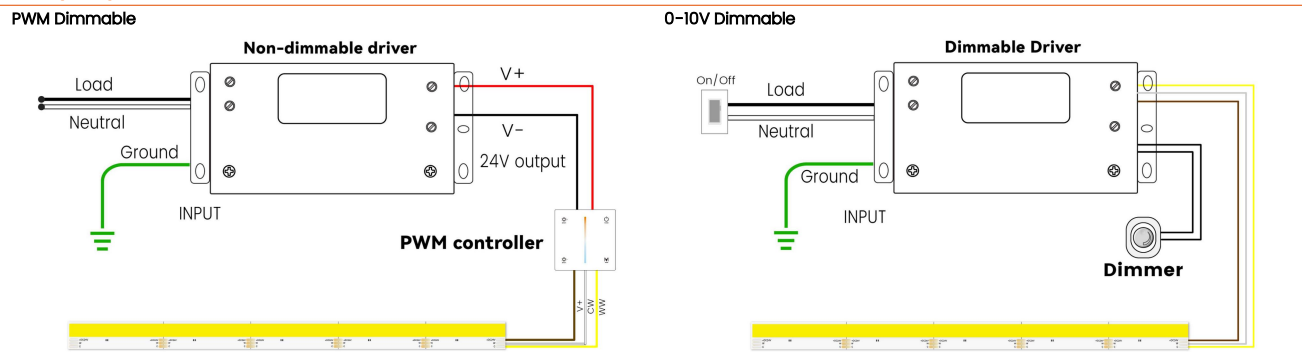 PWM Dimmable
Non-dimmable driver
Load
Neutral
Ground
INPUT
V+
V-
24V output
PWM controller
V+
CW
WW
0-10V Dimmable
Dimmable Driver
On/Off
Load
Neutral
Ground
INPUT
Dimmer